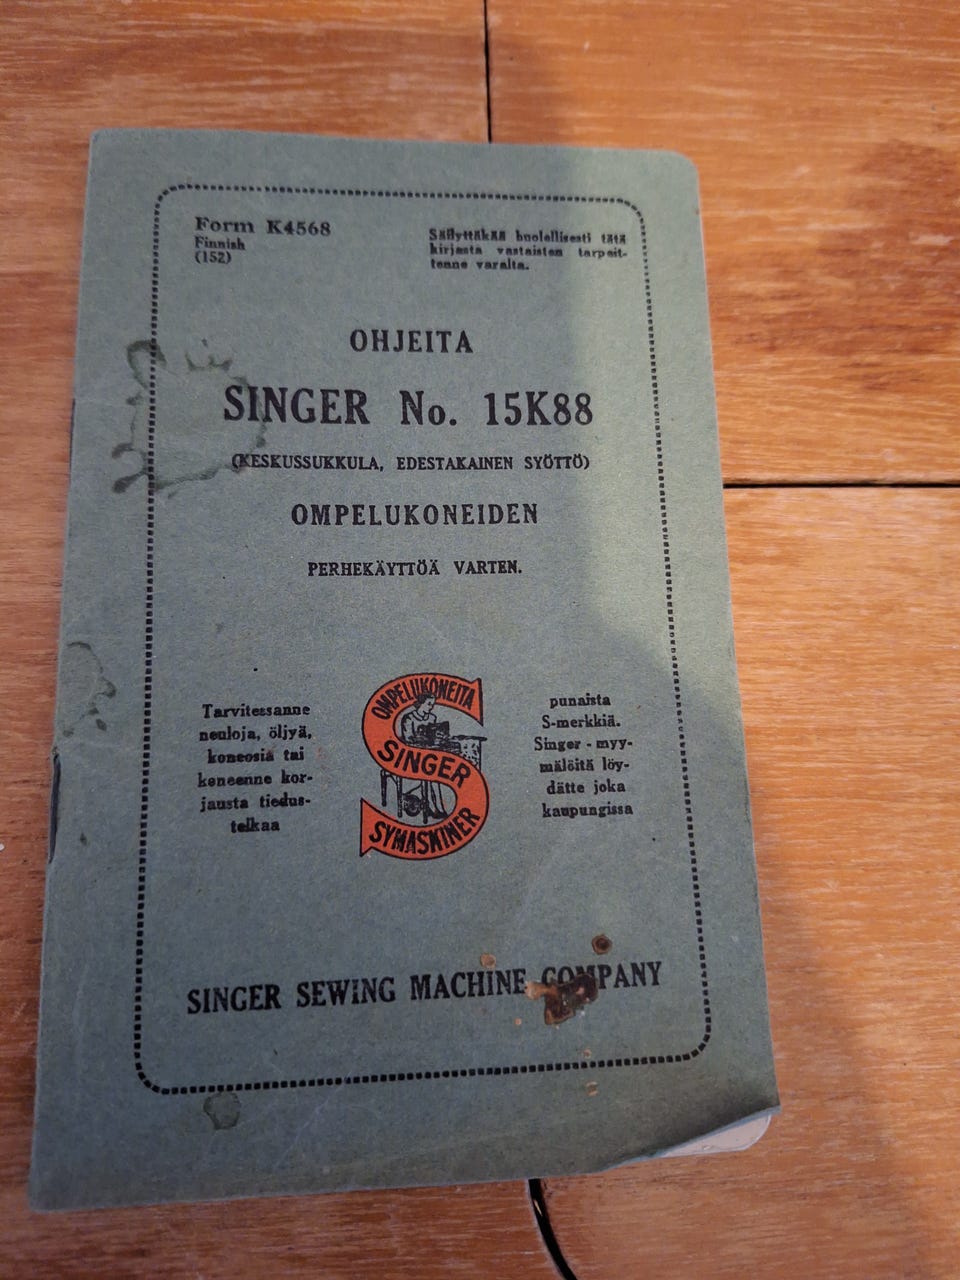 Form K4568
Finnish
(152)
Säilyttäkää huolellisesti tätä
kirjasta vastaisten tarpeit-
tenne varalta.
OHJEITA
SINGER No. 15K88
(KESKUSSUKKULA, EDESTAKAINEN SYÖTTÖ)
OMPELUKONEIDEN
PERHEKÄYTTÖÄ VARTEN.
Tarvitessanne
neuloja, öljyä,
koneosia tai
koneenne kor-
jausta tiedus-
telkaa
OMPELUKONEITA
SINGER
SYMASKINER
punaista
S-merkkiä.
Singer - myy-
mälöitä löy-
dätte joka
kaupungissa
SINGER SEWING MACHINE COMPANY